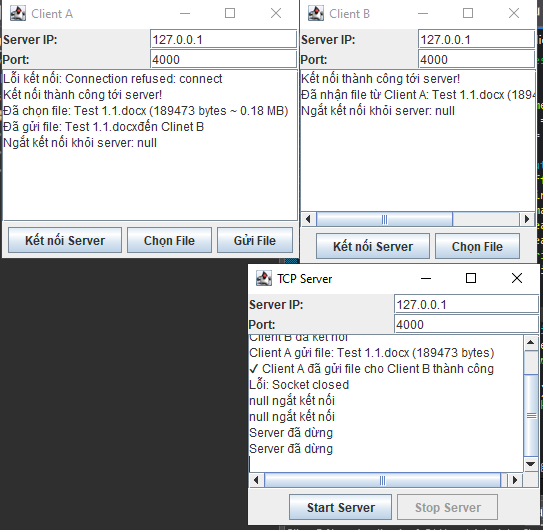 Client A
Server IP:
127.0.0.1
Port:
4000
Lỗi kết nối: Connection refused: connect
Kết nối thành công tới server!
Đã chọn file: Test 1.1.docx (189473 bytes ~ 0.18 MB)
Đã gửi file: Test 1.1.docxđến Clinet B
Ngắt kết nối khỏi server: null
Kết nối Server
Chọn File
Gửi File
Client B
Server IP:
127.0.0.1
Port:
4000
Kết nối thành công tới server!
Đã nhận file từ Client A: Test 1.1.docx (189
Ngắt kết nối khỏi server: null
Kết nối Server
Chọn File
TCP Server
Server IP:
127.0.0.1
Port:
4000
Client B đã kết nối
Client A gửi file: Test 1.1.docx (189473 bytes)
✓ Client A đã gửi file cho Client B thành công
Lỗi: Socket closed
null ngắt kết nối
null ngắt kết nối
Server đã dừng
Server đã dừng
Start Server
Stop Server